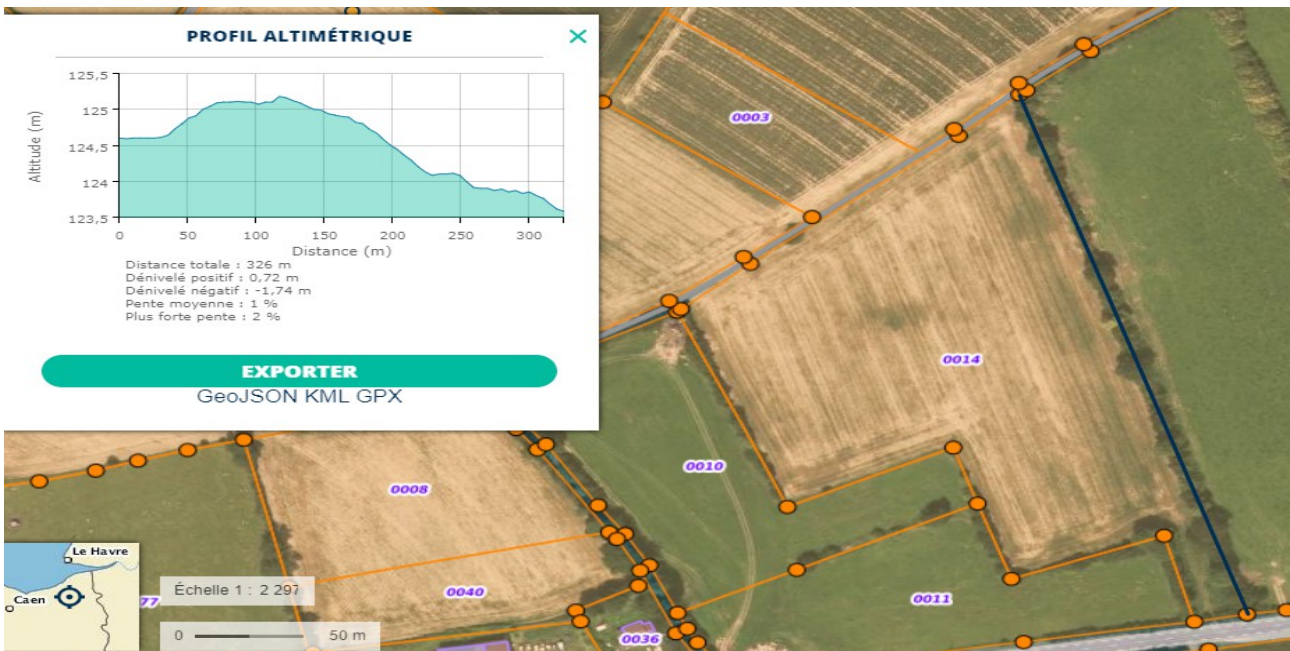 PROFIL ALTIMÉTRIQUE
×
125,5
125
124,5
124
123,5
Altitude (m)
0 50 100 150 200 250 300
Distance (m)
Distance totale : 326 m
Dénivelé positif : 0,72 m
Dénivelé négatif : -1,74 m
Pente moyenne : 1 %
Plus forte pente : 2 %
EXPORTER
GeoJSON KML GPX
0003
0014
0010
0008
0040
0011
0036
77
Le Havre
Caen
Échelle 1 : 2 297
0 50 m